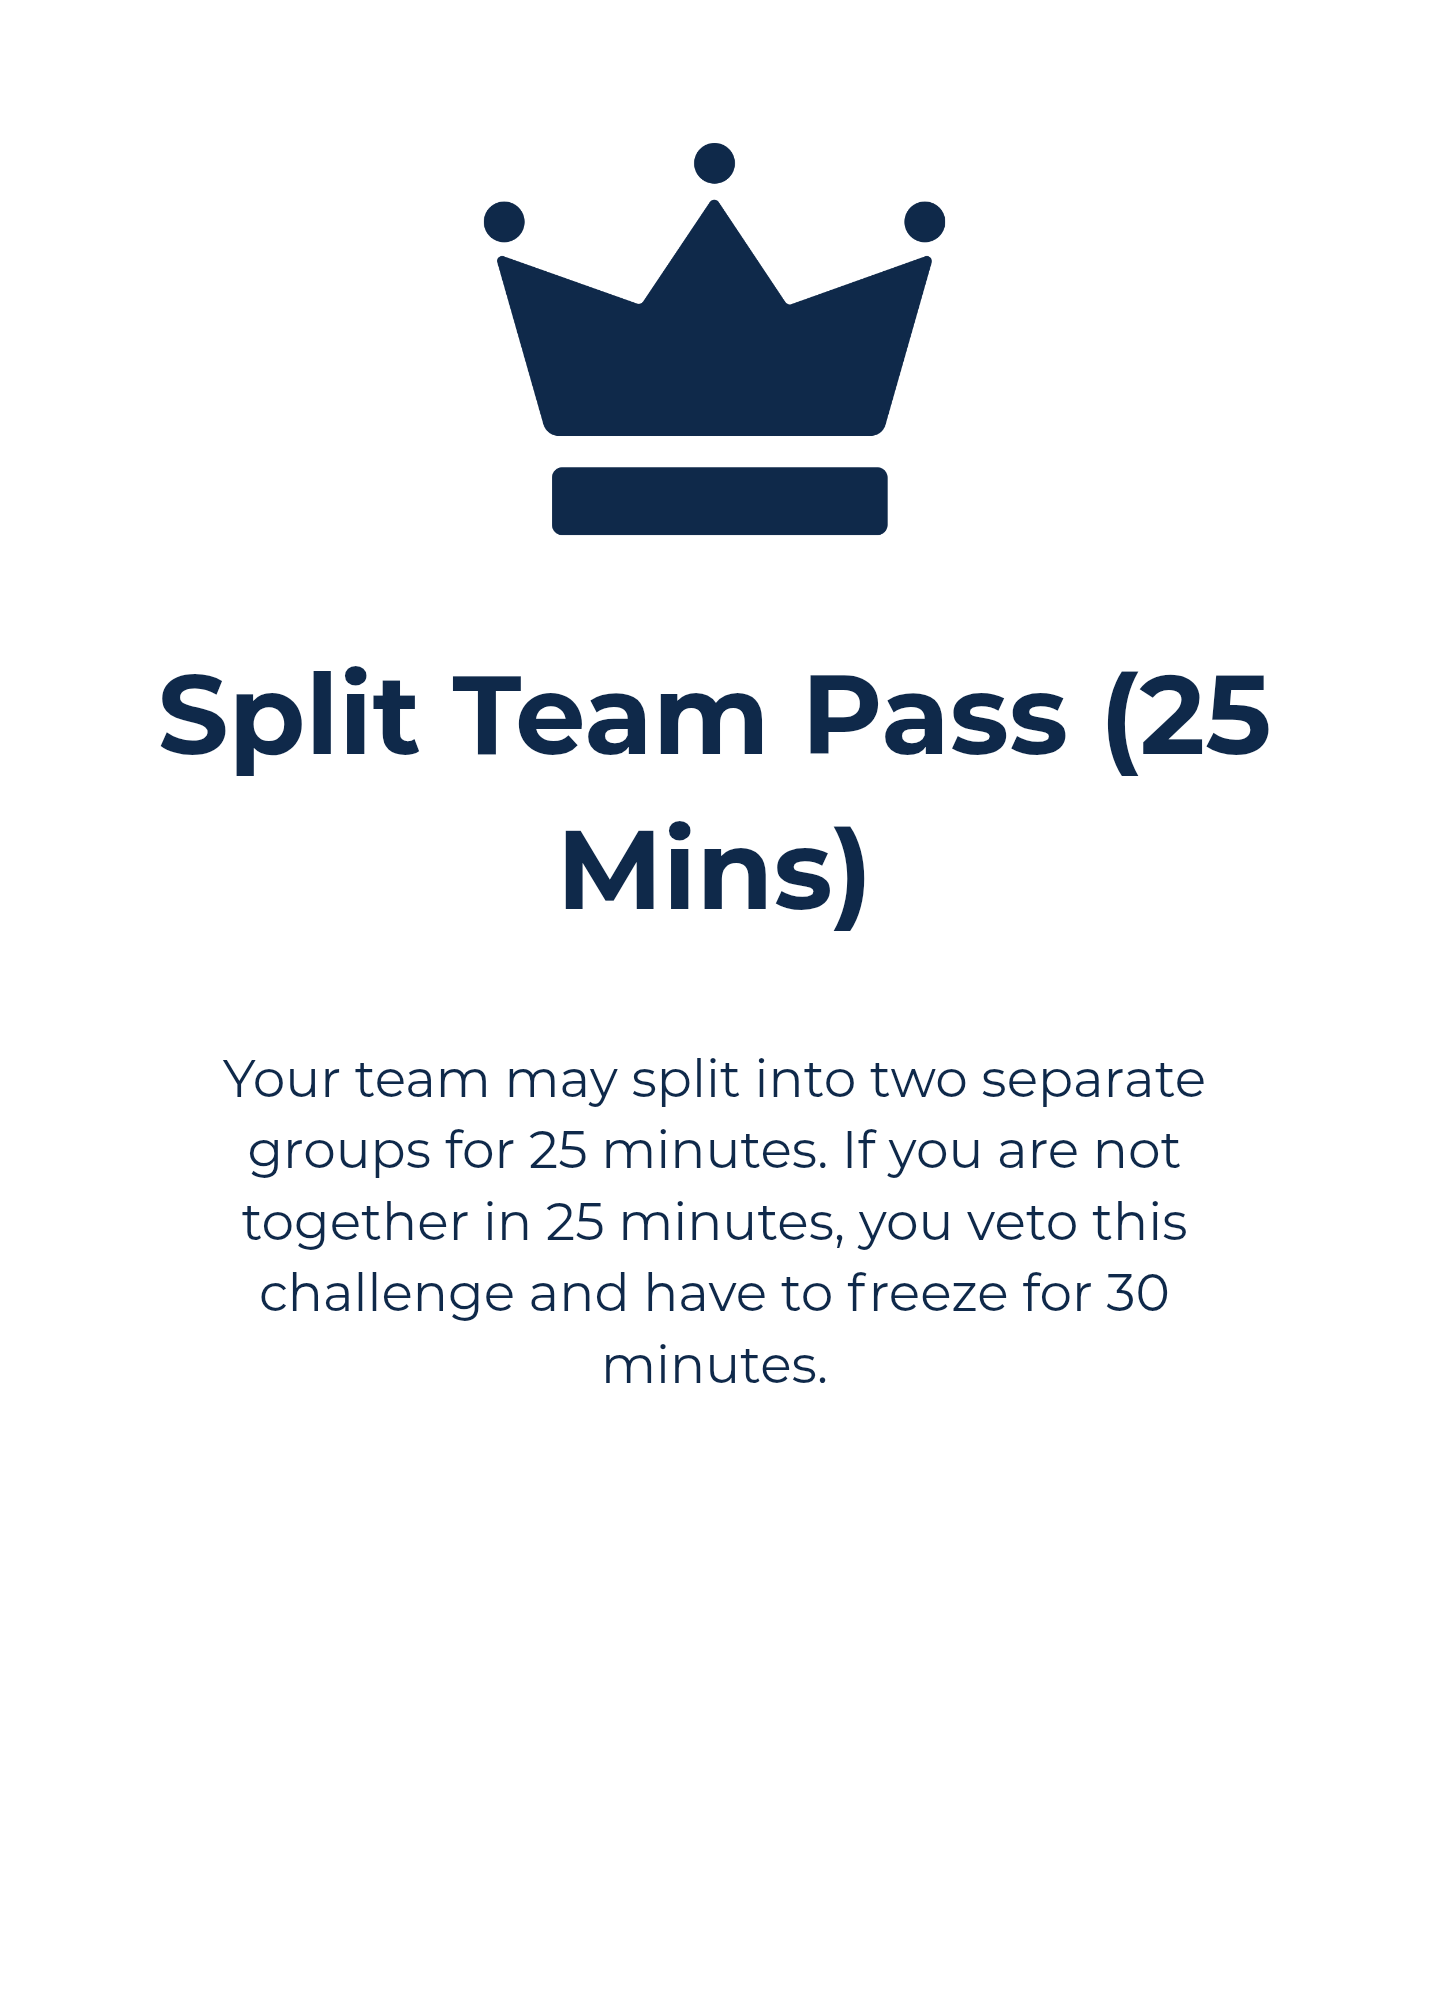 Split Team Pass (25
Mins)
Your team may split into two separate
groups for 25 minutes. If you are not
together in 25 minutes, you veto this
challenge and have to freeze for 30
minutes.